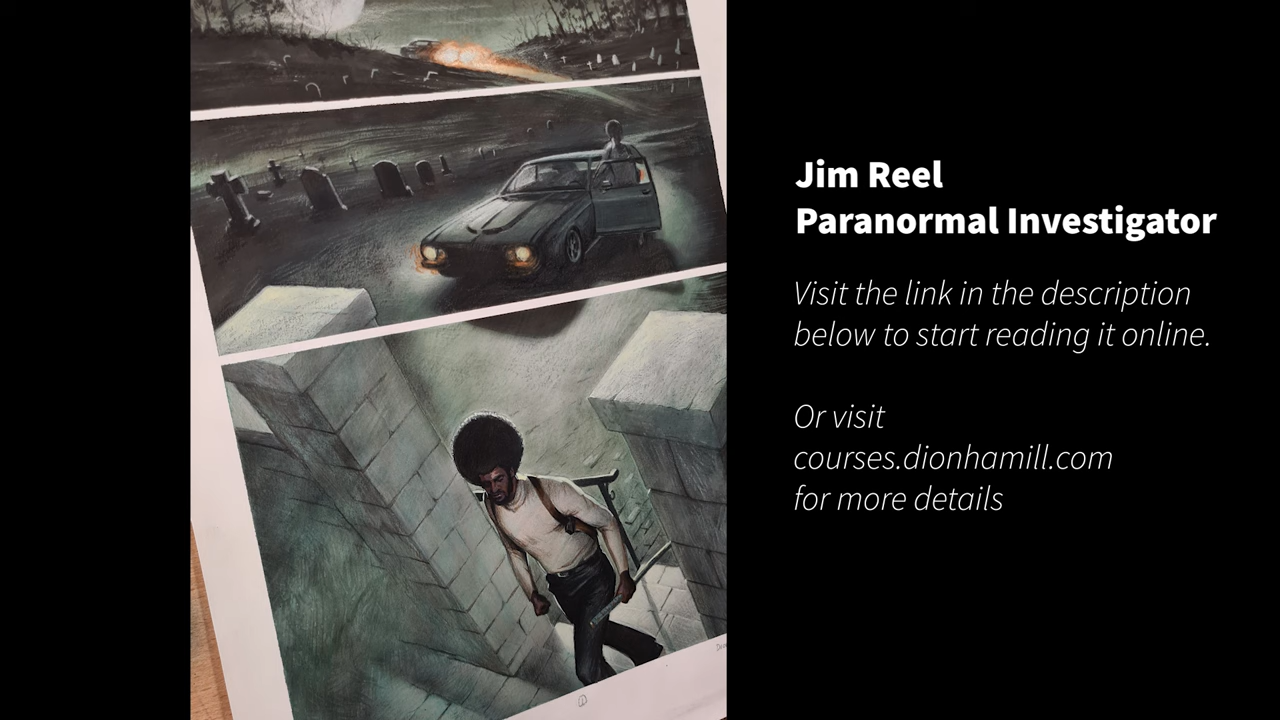 Jim Reel
Paranormal Investigator
Visit the link in the description
below to start reading it online.
Or visit
courses.dionhamill.com
for more details